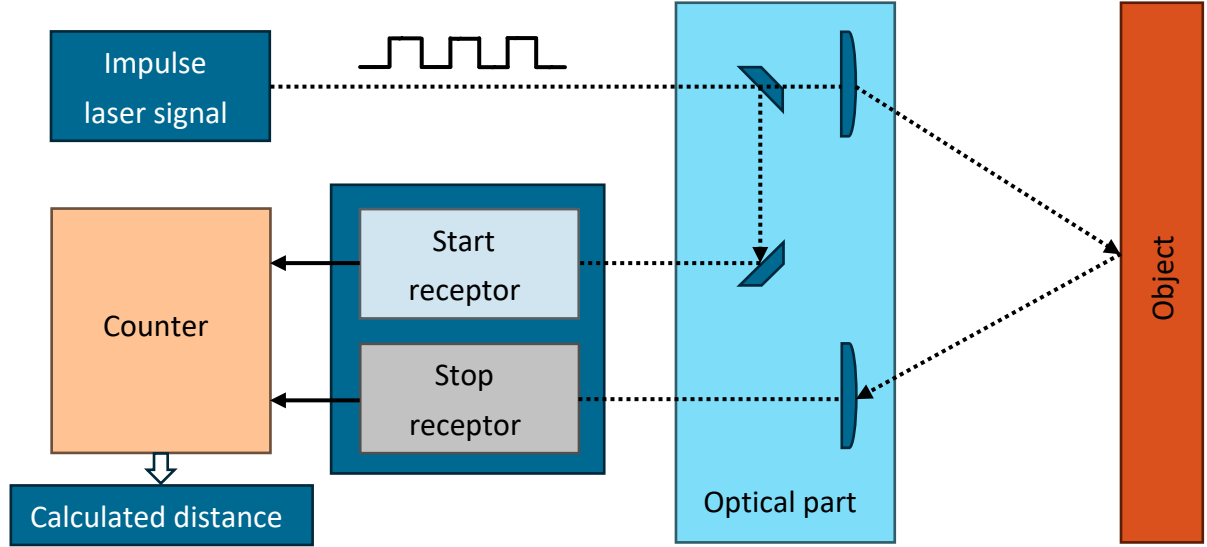 Impulse
laser signal
Start
receptor
Counter
Stop
receptor
Calculated distance
Optical part
Object